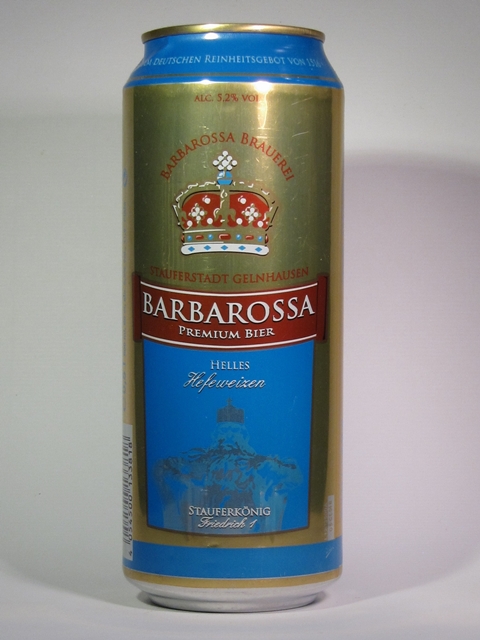 DEUTSCHEN REINHEITSGEBOT VON 1516
ALC. 5,2% VOL
BARBAROSSA BRAUEREI
STAUFERSTADT GELNHAUSEN
BARBAROSSA
PREMIUM BIER
HELLES
Hefeweizen
STAUFERKÖNIG
Friedrich 1